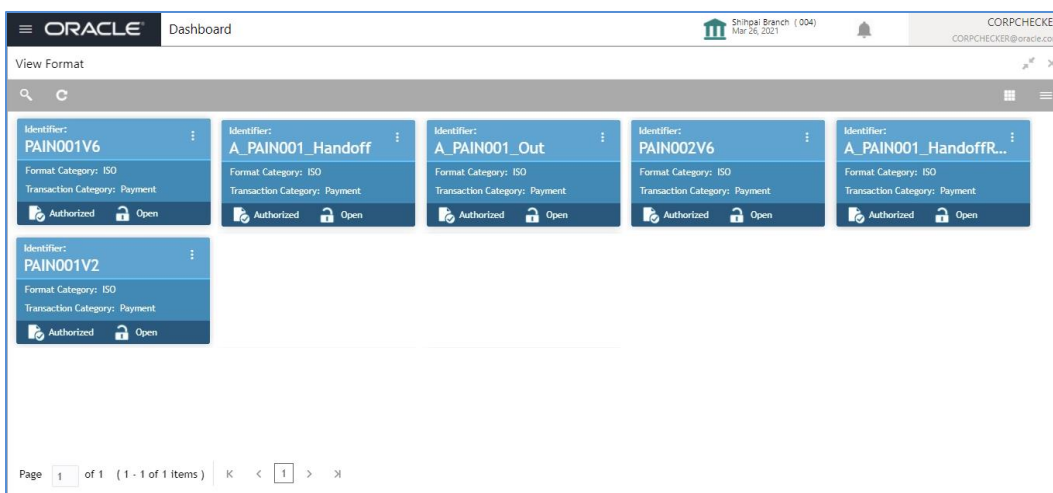 ORACLE Dashboard Shihpai Branch ( 004) CORPCHECKE
Mar 26, 2021 CORPCHECKER@oracle.co
View Format
Identifier: Identifier: Identifier: Identifier: Identifier:
PAIN001V6 A_PAIN001_Handoff A_PAIN001_Out PAIN002V6 A_PAIN001_HandoffR...
Format Category: ISO Format Category: ISO Format Category: ISO Format Category: ISO Format Category: ISO
Transaction Category: Payment Transaction Category: Payment Transaction Category: Payment Transaction Category: Payment Transaction Category: Payment
Authorized Open Authorized Open Authorized Open Authorized Open Authorized Open
Identifier:
PAIN001V2
Format Category: ISO
Transaction Category: Payment
Authorized Open
Page 1 of 1 ( 1 - 1 of 1 items ) 1